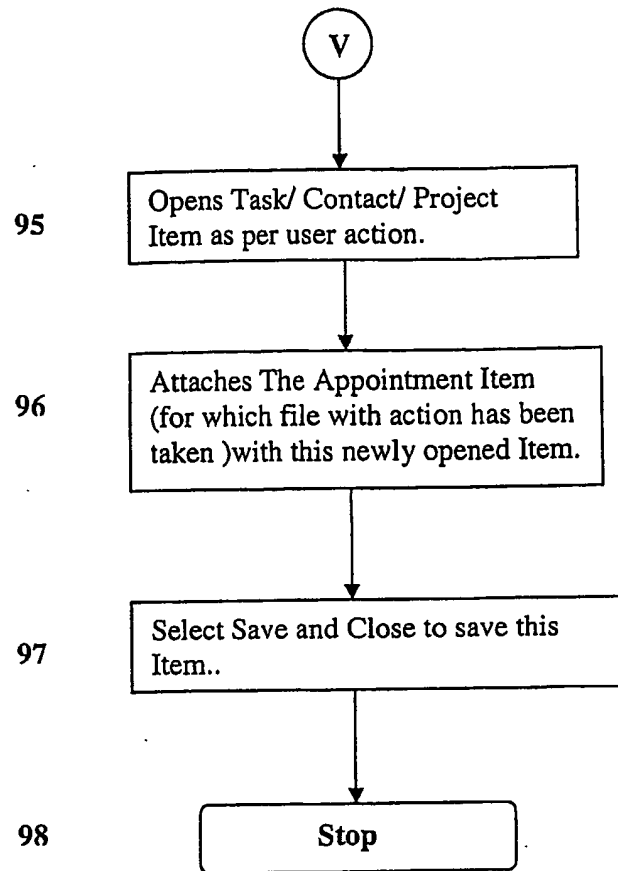 V
95
Opens Task/ Contact/ Project
Item as per user action.
96
Attaches The Appointment Item
(for which file with action has been
taken )with this newly opened Item.
97
Select Save and Close to save this
Item..
98
Stop